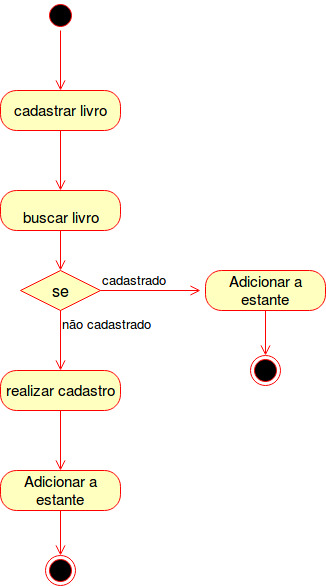 cadastrar livro
buscar livro
se
cadastrado
Adicionar a
estante
não cadastrado
realizar cadastro
Adicionar a
estante